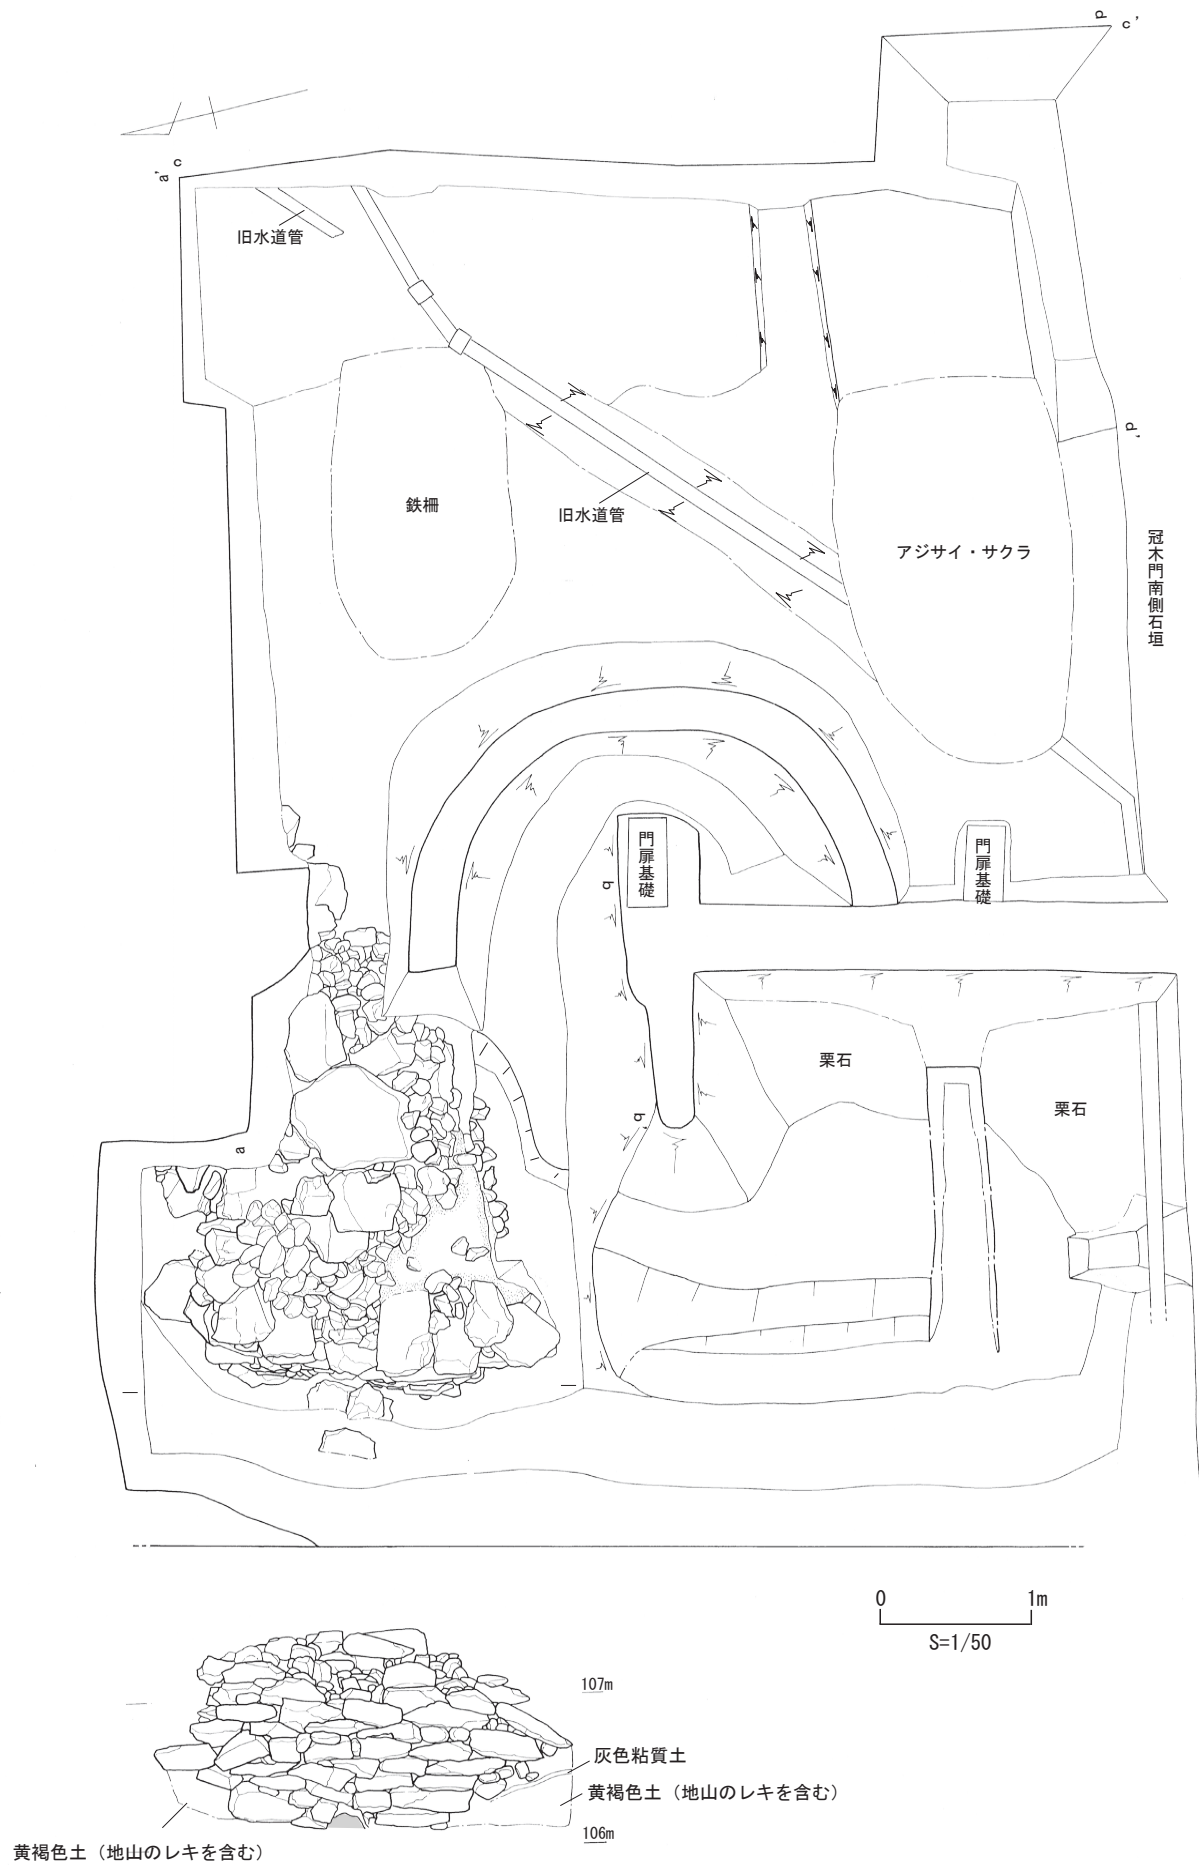 d
c'
c
a'
旧水道管
鉄柵
旧水道管
アジサイ・サクラ
d'
冠木門南側石垣
門扉基礎
門扉基礎
b
栗石
栗石
b'
a
0 1m
S=1/50
107m
灰色粘質土
黄褐色土（地山のレキを含む）
106m
黄褐色土（地山のレキを含む）